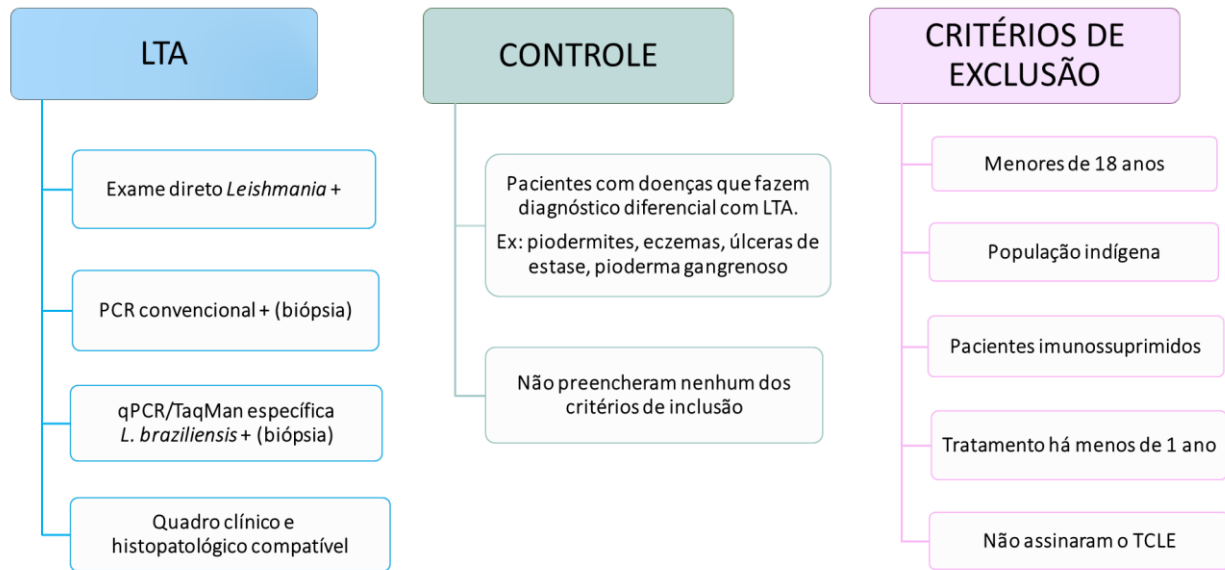 LTA
Exame direto Leishmania +
PCR convencional + (biópsia)
qPCR/TaqMan específica
L. braziliensis + (biópsia)
Quadro clínico e
histopatológico compatível
CONTROLE
Pacientes com doenças que fazem
diagnóstico diferencial com LTA.
Ex: piodermites, eczemas, úlceras de
estase, pioderma gangrenoso
Não preencheram nenhum dos
critérios de inclusão
CRITÉRIOS DE
EXCLUSÃO
Menores de 18 anos
População indígena
Pacientes imunossuprimidos
Tratamento há menos de 1 ano
Não assinaram o TCLE